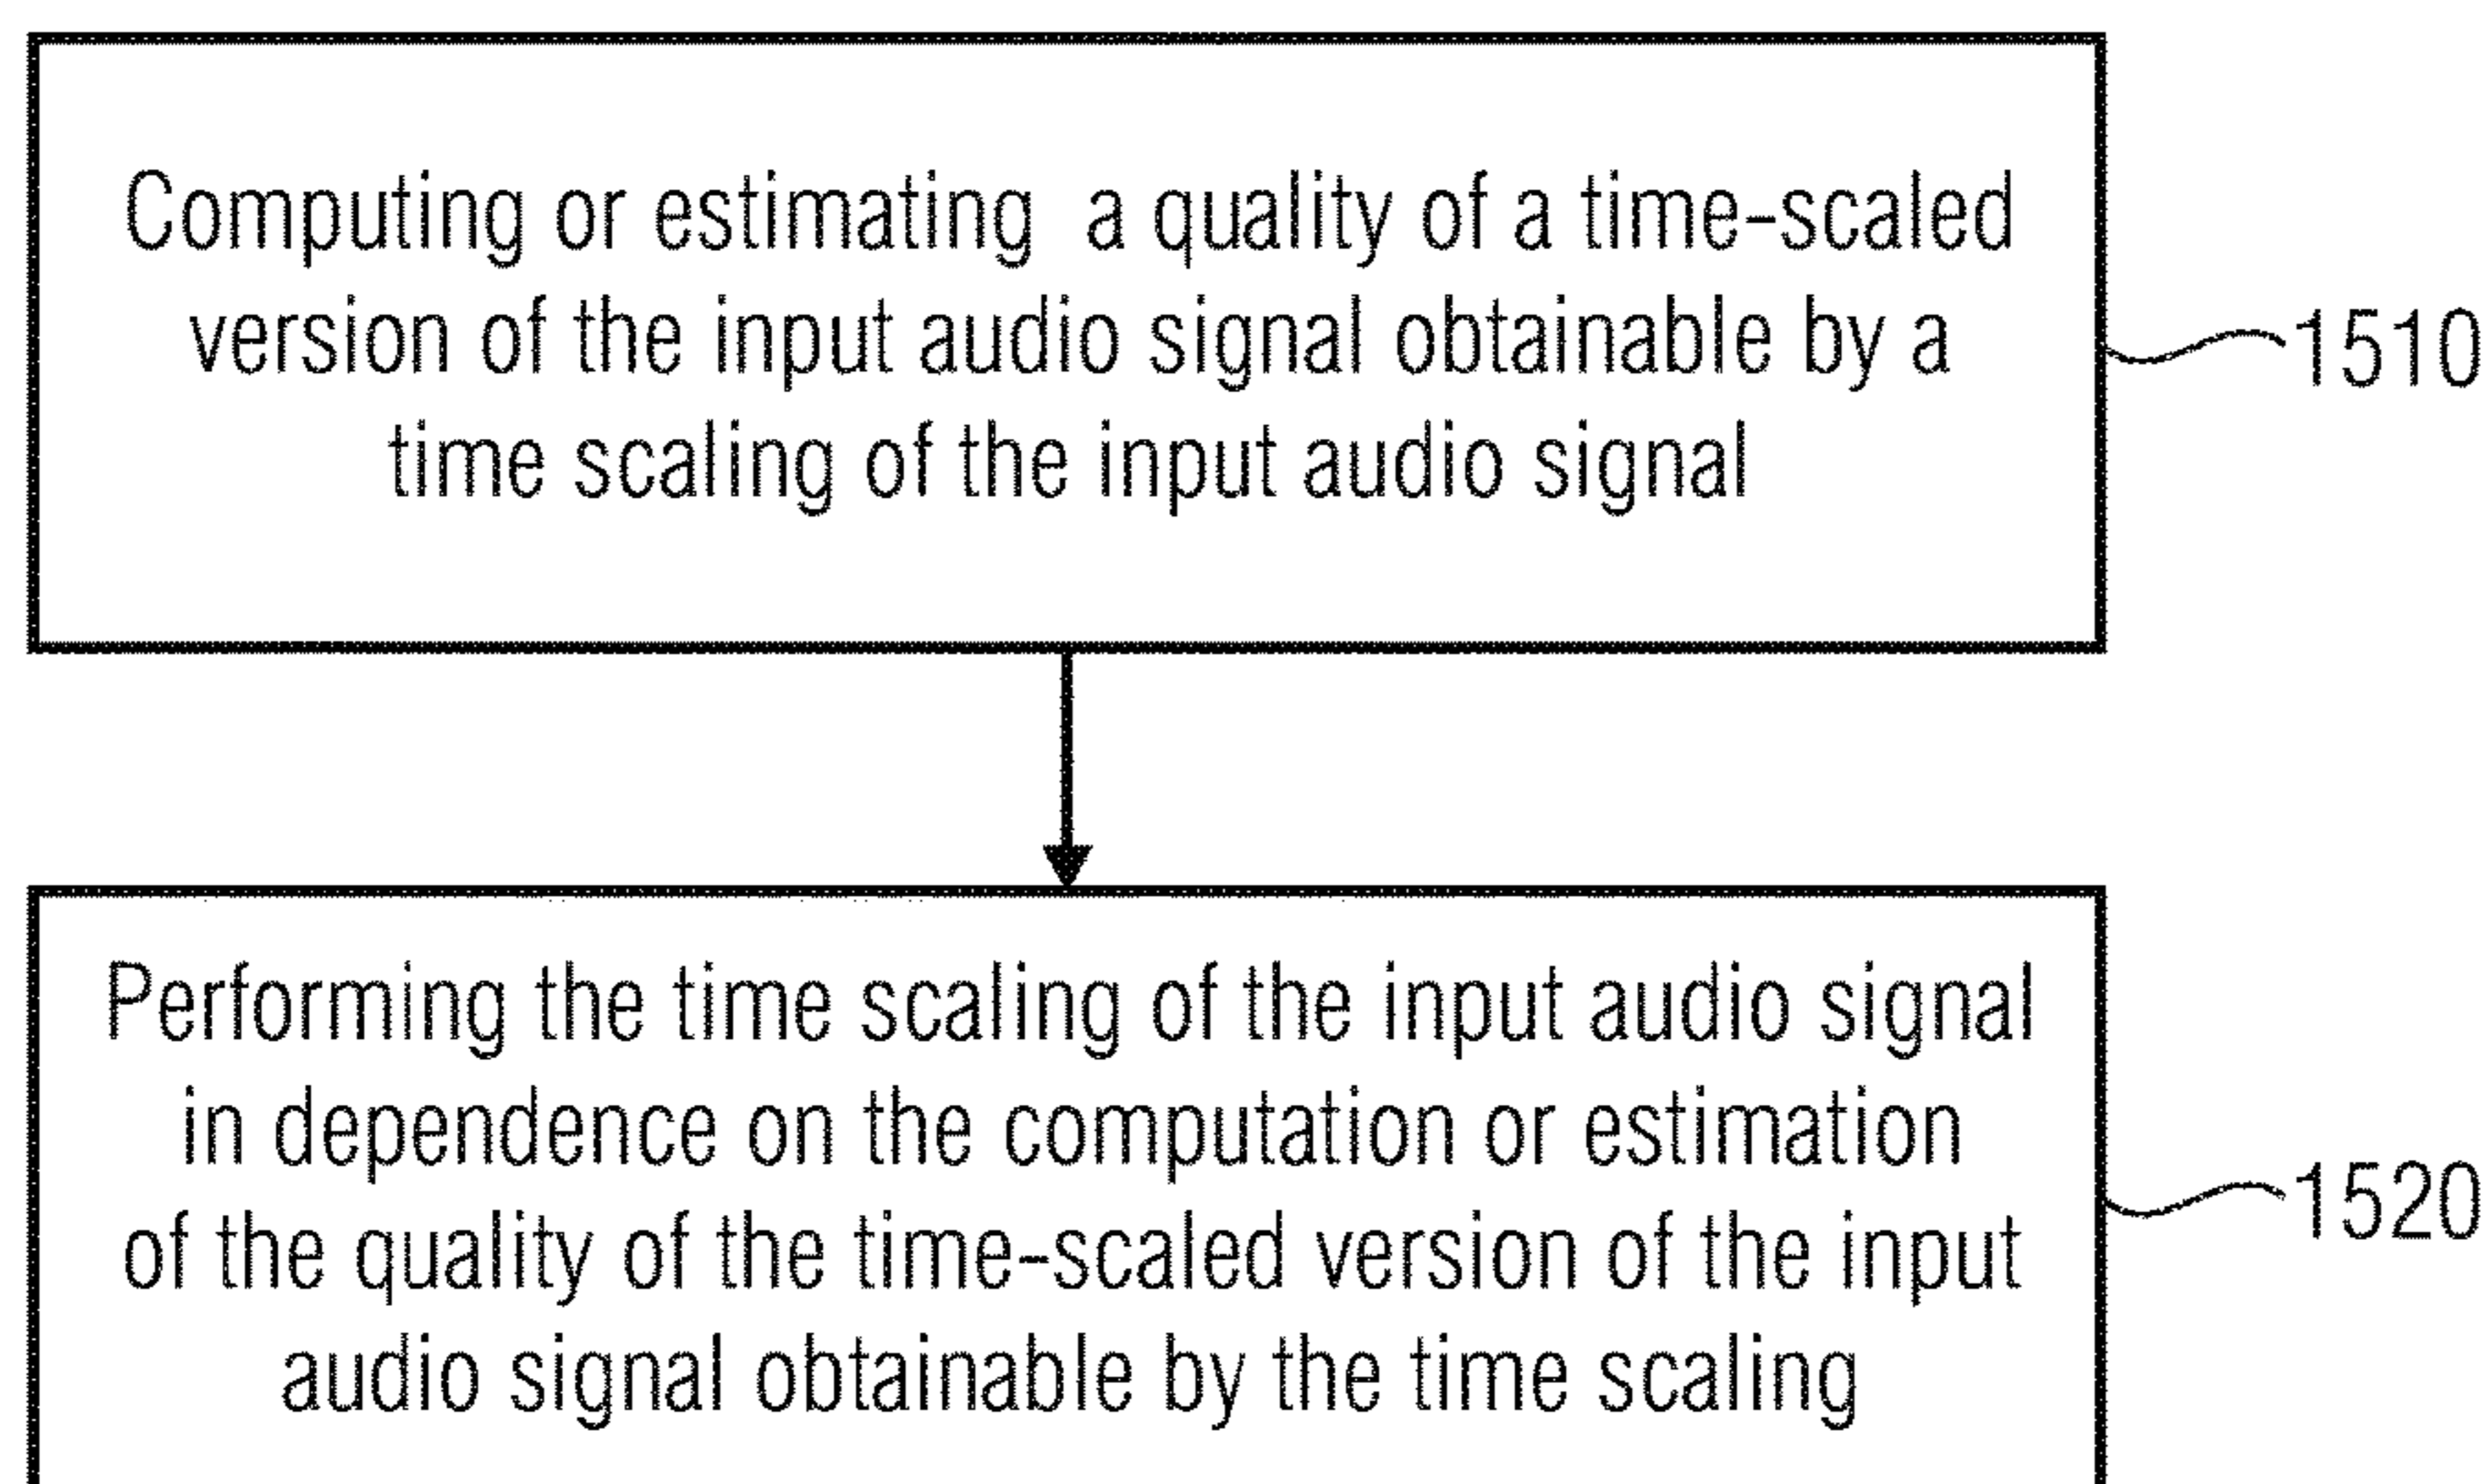 Computing or estimating a quality of a time-scaled
version of the input audio signal obtainable by a
time scaling of the input audio signal
1510
Performing the time scaling of the input audio signal
in dependence on the computation or estimation
of the quality of the time-scaled version of the input
audio signal obtainable by the time scaling
1520